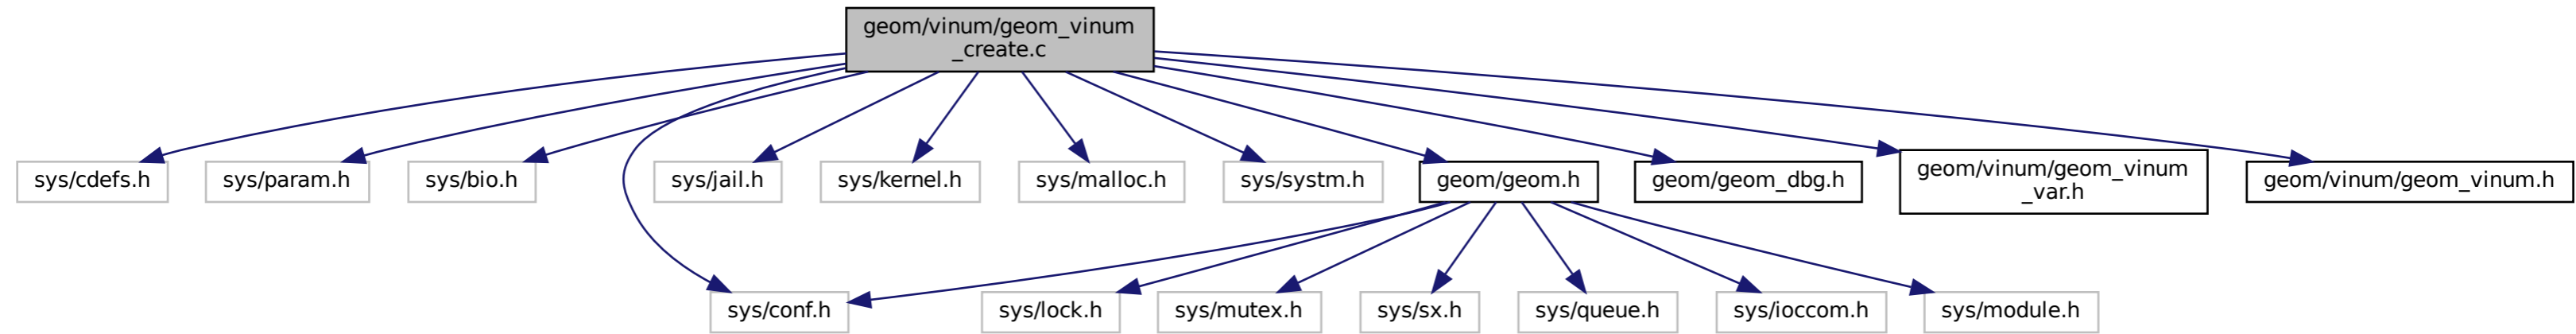 geom/vinum/geom_vinum
_create.c
sys/cdefs.h
sys/param.h
sys/bio.h
sys/jail.h
sys/kernel.h
sys/malloc.h
sys/systm.h
geom/geom.h
geom/geom_dbg.h
geom/vinum/geom_vinum
_var.h
geom/vinum/geom_vinum.h
sys/conf.h
sys/lock.h
sys/mutex.h
sys/sx.h
sys/queue.h
sys/ioccom.h
sys/module.h